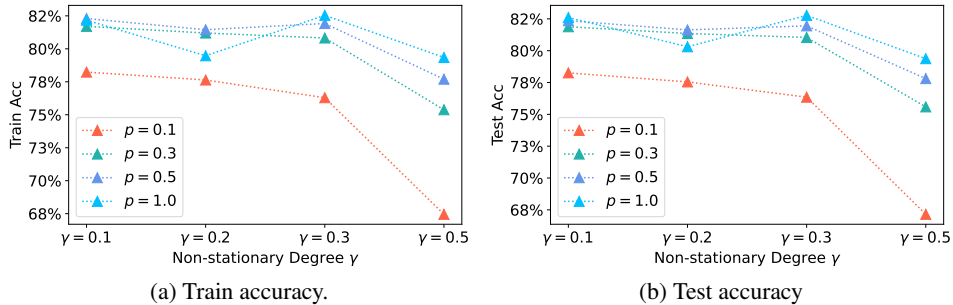 82%
80%
78%
75%
73%
70%
68%
Train Acc
p = 0.1
p = 0.3
p = 0.5
p = 1.0
γ = 0.1
γ = 0.2
γ = 0.3
γ = 0.5
Non-stationary Degree γ
(a) Train accuracy.
82%
80%
78%
75%
73%
70%
68%
Test Acc
p = 0.1
p = 0.3
p = 0.5
p = 1.0
γ = 0.1
γ = 0.2
γ = 0.3
γ = 0.5
Non-stationary Degree γ
(b) Test accuracy